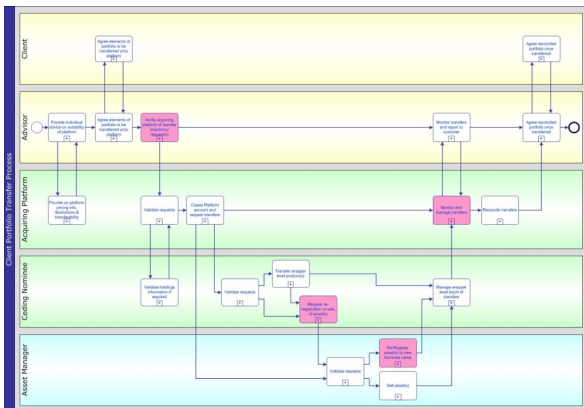 Client Portfolio Transfer Process
Client
Agree elements of
portfolio to be
transferred onto
platform
Agree reconciled
portfolio once
transferred
Advisor
Provide individual
advice on suitability
of platform
Agree elements of
portfolio to be
transferred onto
platform
Notify acquiring
platform of transfer
Monitor transfers
and report to
customer
Agree reconciled
portfolio once
transferred
Acquiring Platform
Provide on-platform
pricing info,
illustrations &
transferability
Validate requests
Create Platform
account and
request transfers
Monitor and
manage transfers
Reconcile transfers
Ceding Nominee
Validate holdings
information if
required
Validate requests
Transfer wrapper
level product(s)
Request re-
registration or sale
of asset(s)
Manage wrapper
level batch of
transfers
Asset Manager
Validate requests
Re-Register
asset(s) to new
Nominee name
Sell asset(s)